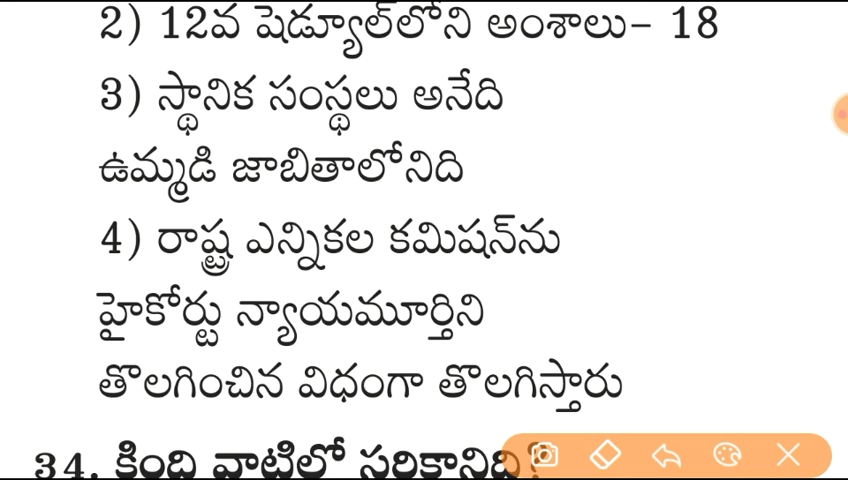 2) 12వ షెడ్యూల్‌లోని అంశాలు– 18
3) స్థానిక సంస్థలు అనేది
ఉమ్మడి జాబితాలోనిది
4) రాష్ట్ర ఎన్నికల కమిషన్‌ను
హైకోర్టు న్యాయమూర్తిని
తొలగించిన విధంగా తొలగిస్తారు
34. కింది వాటిలో సరికానిది?